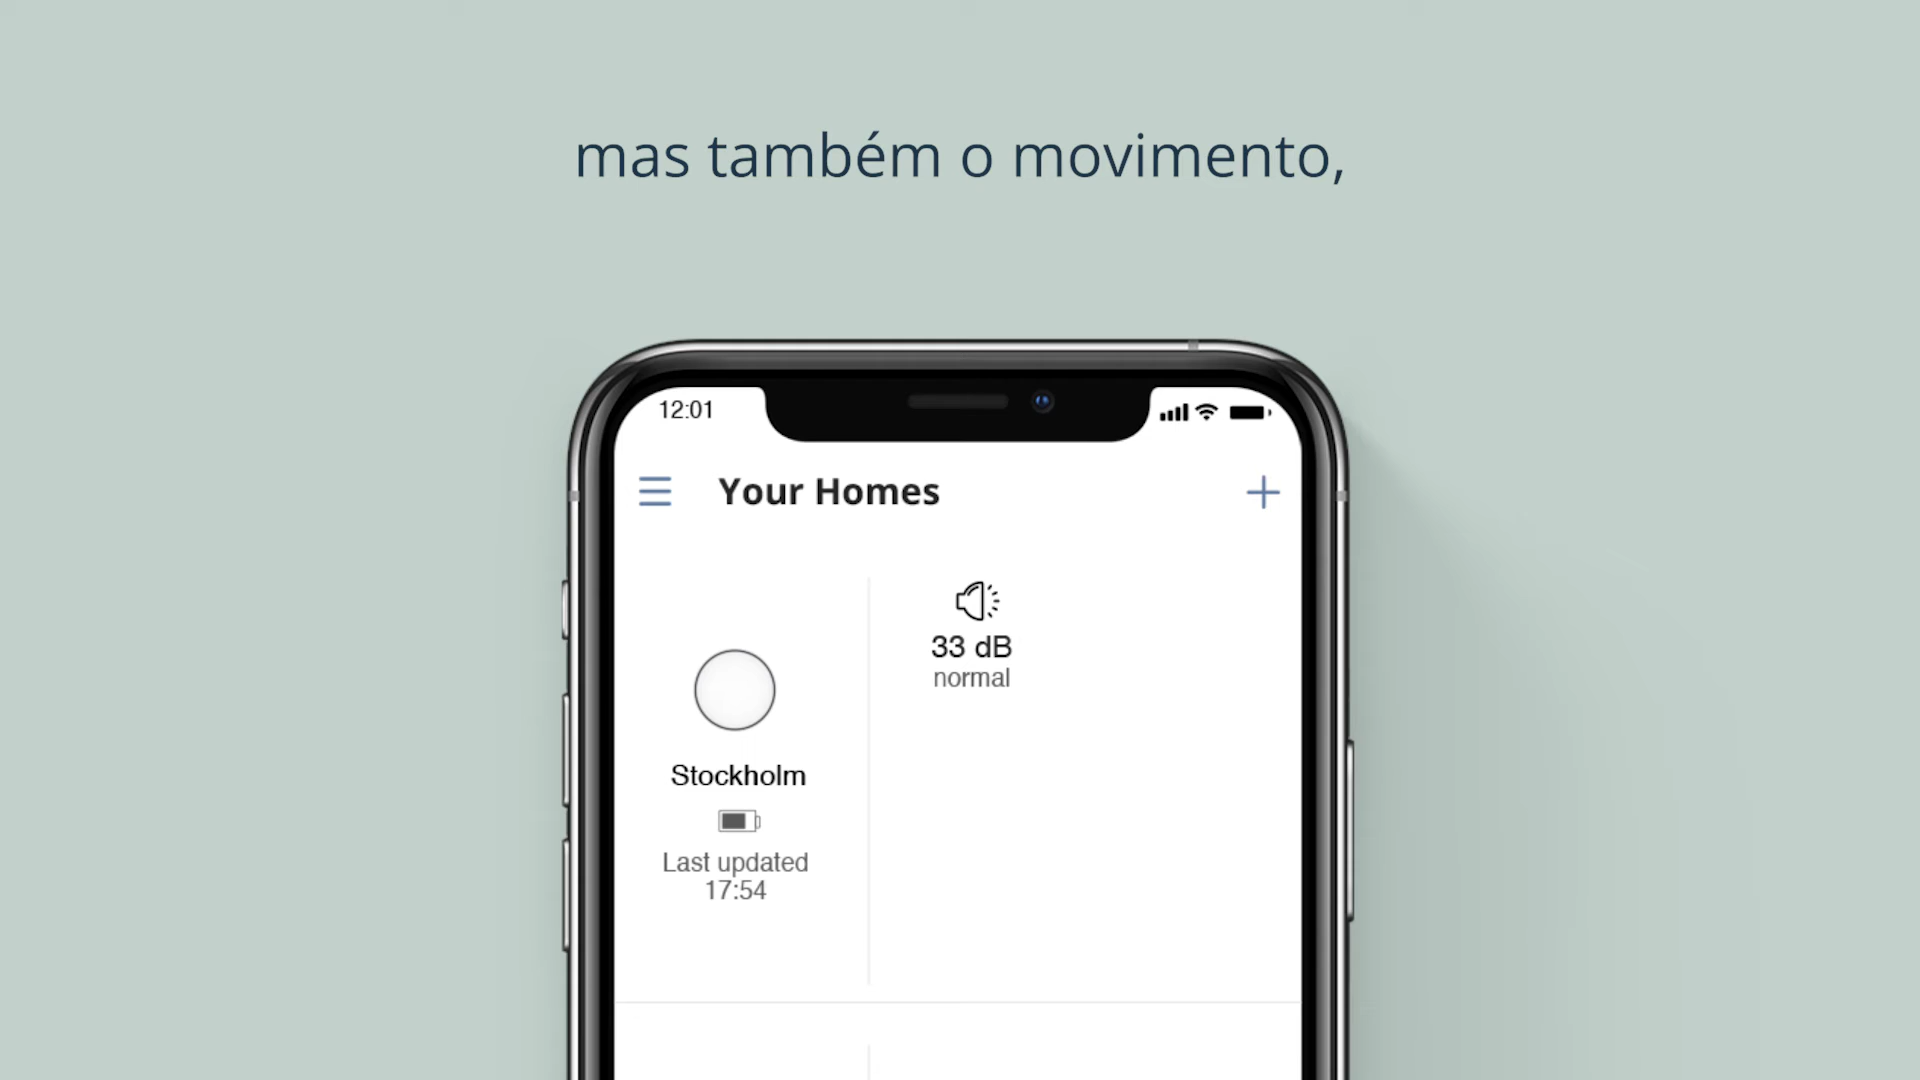 mas também o movimento,
12:01
Your Homes
33 dB
normal
Stockholm
Last updated
17:54